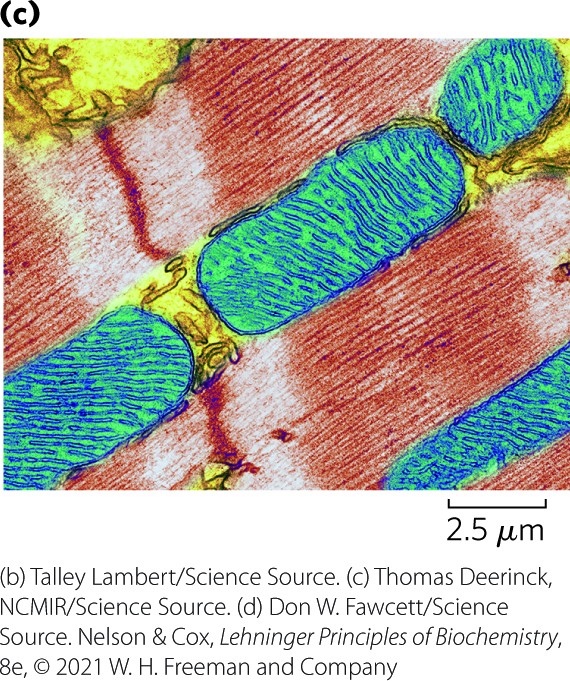 (c)
2.5 μm
(b) Talley Lambert/Science Source. (c) Thomas Deerinck,
NCMIR/Science Source. (d) Don W. Fawcett/Science
Source. Nelson & Cox, Lehninger Principles of Biochemistry,
8e, © 2021 W. H. Freeman and Company